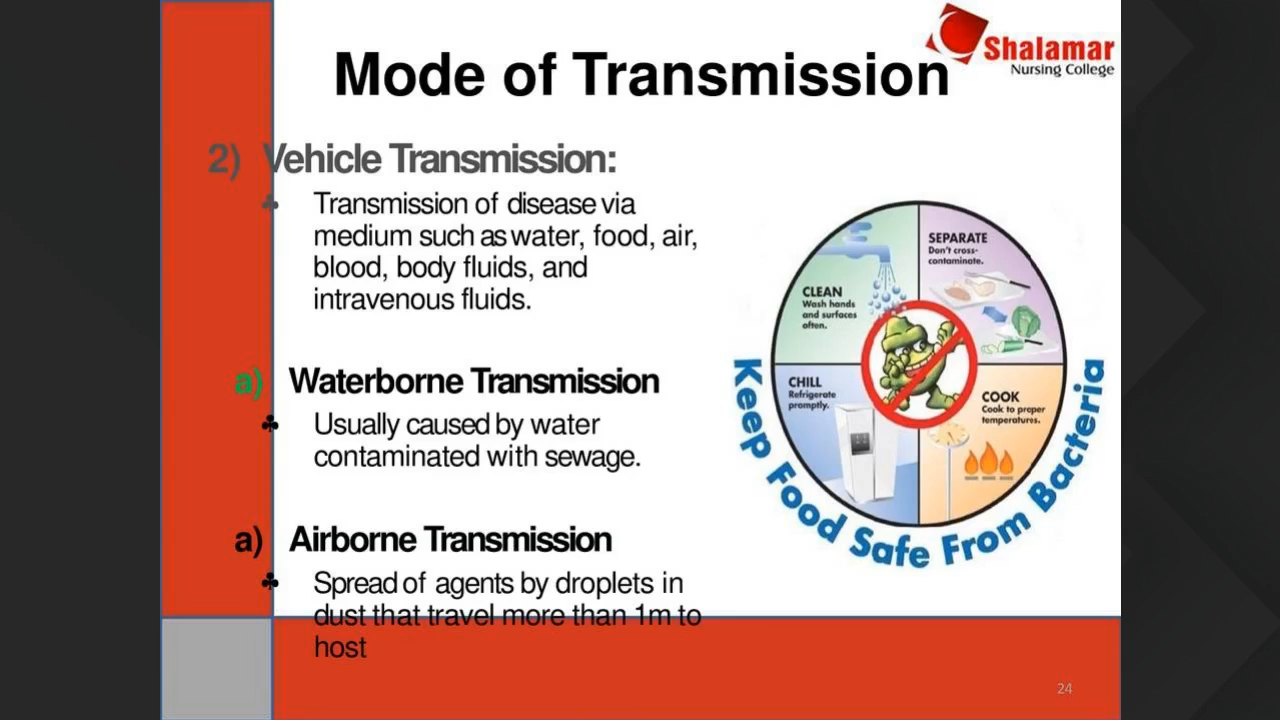 Mode of Transmission
Shalamar
Nursing College
2) Vehicle Transmission:
♣ Transmission of disease via
medium such as water, food, air,
blood, body fluids, and
intravenous fluids.
a) Waterborne Transmission
♣ Usually caused by water
contaminated with sewage.
a) Airborne Transmission
♣ Spread of agents by droplets in
dust that travel more than 1m to
host
CLEAN
Wash hands
and surfaces
often.
SEPARATE
Don't cross-
contaminate.
CHILL
Refrigerate
promptly.
COOK
Cook to proper
temperatures.
Keep Food Safe From Bacteria
24